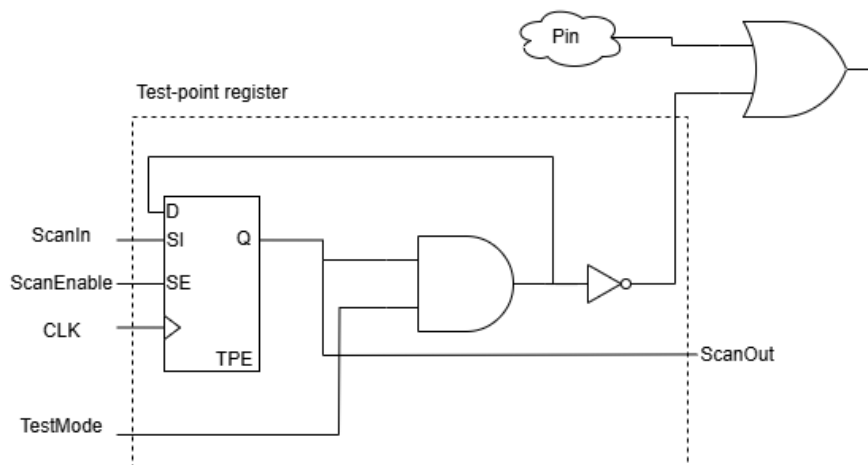 Pin
Test-point register
D
ScanIn
SI
Q
ScanEnable
SE
CLK
TPE
ScanOut
TestMode